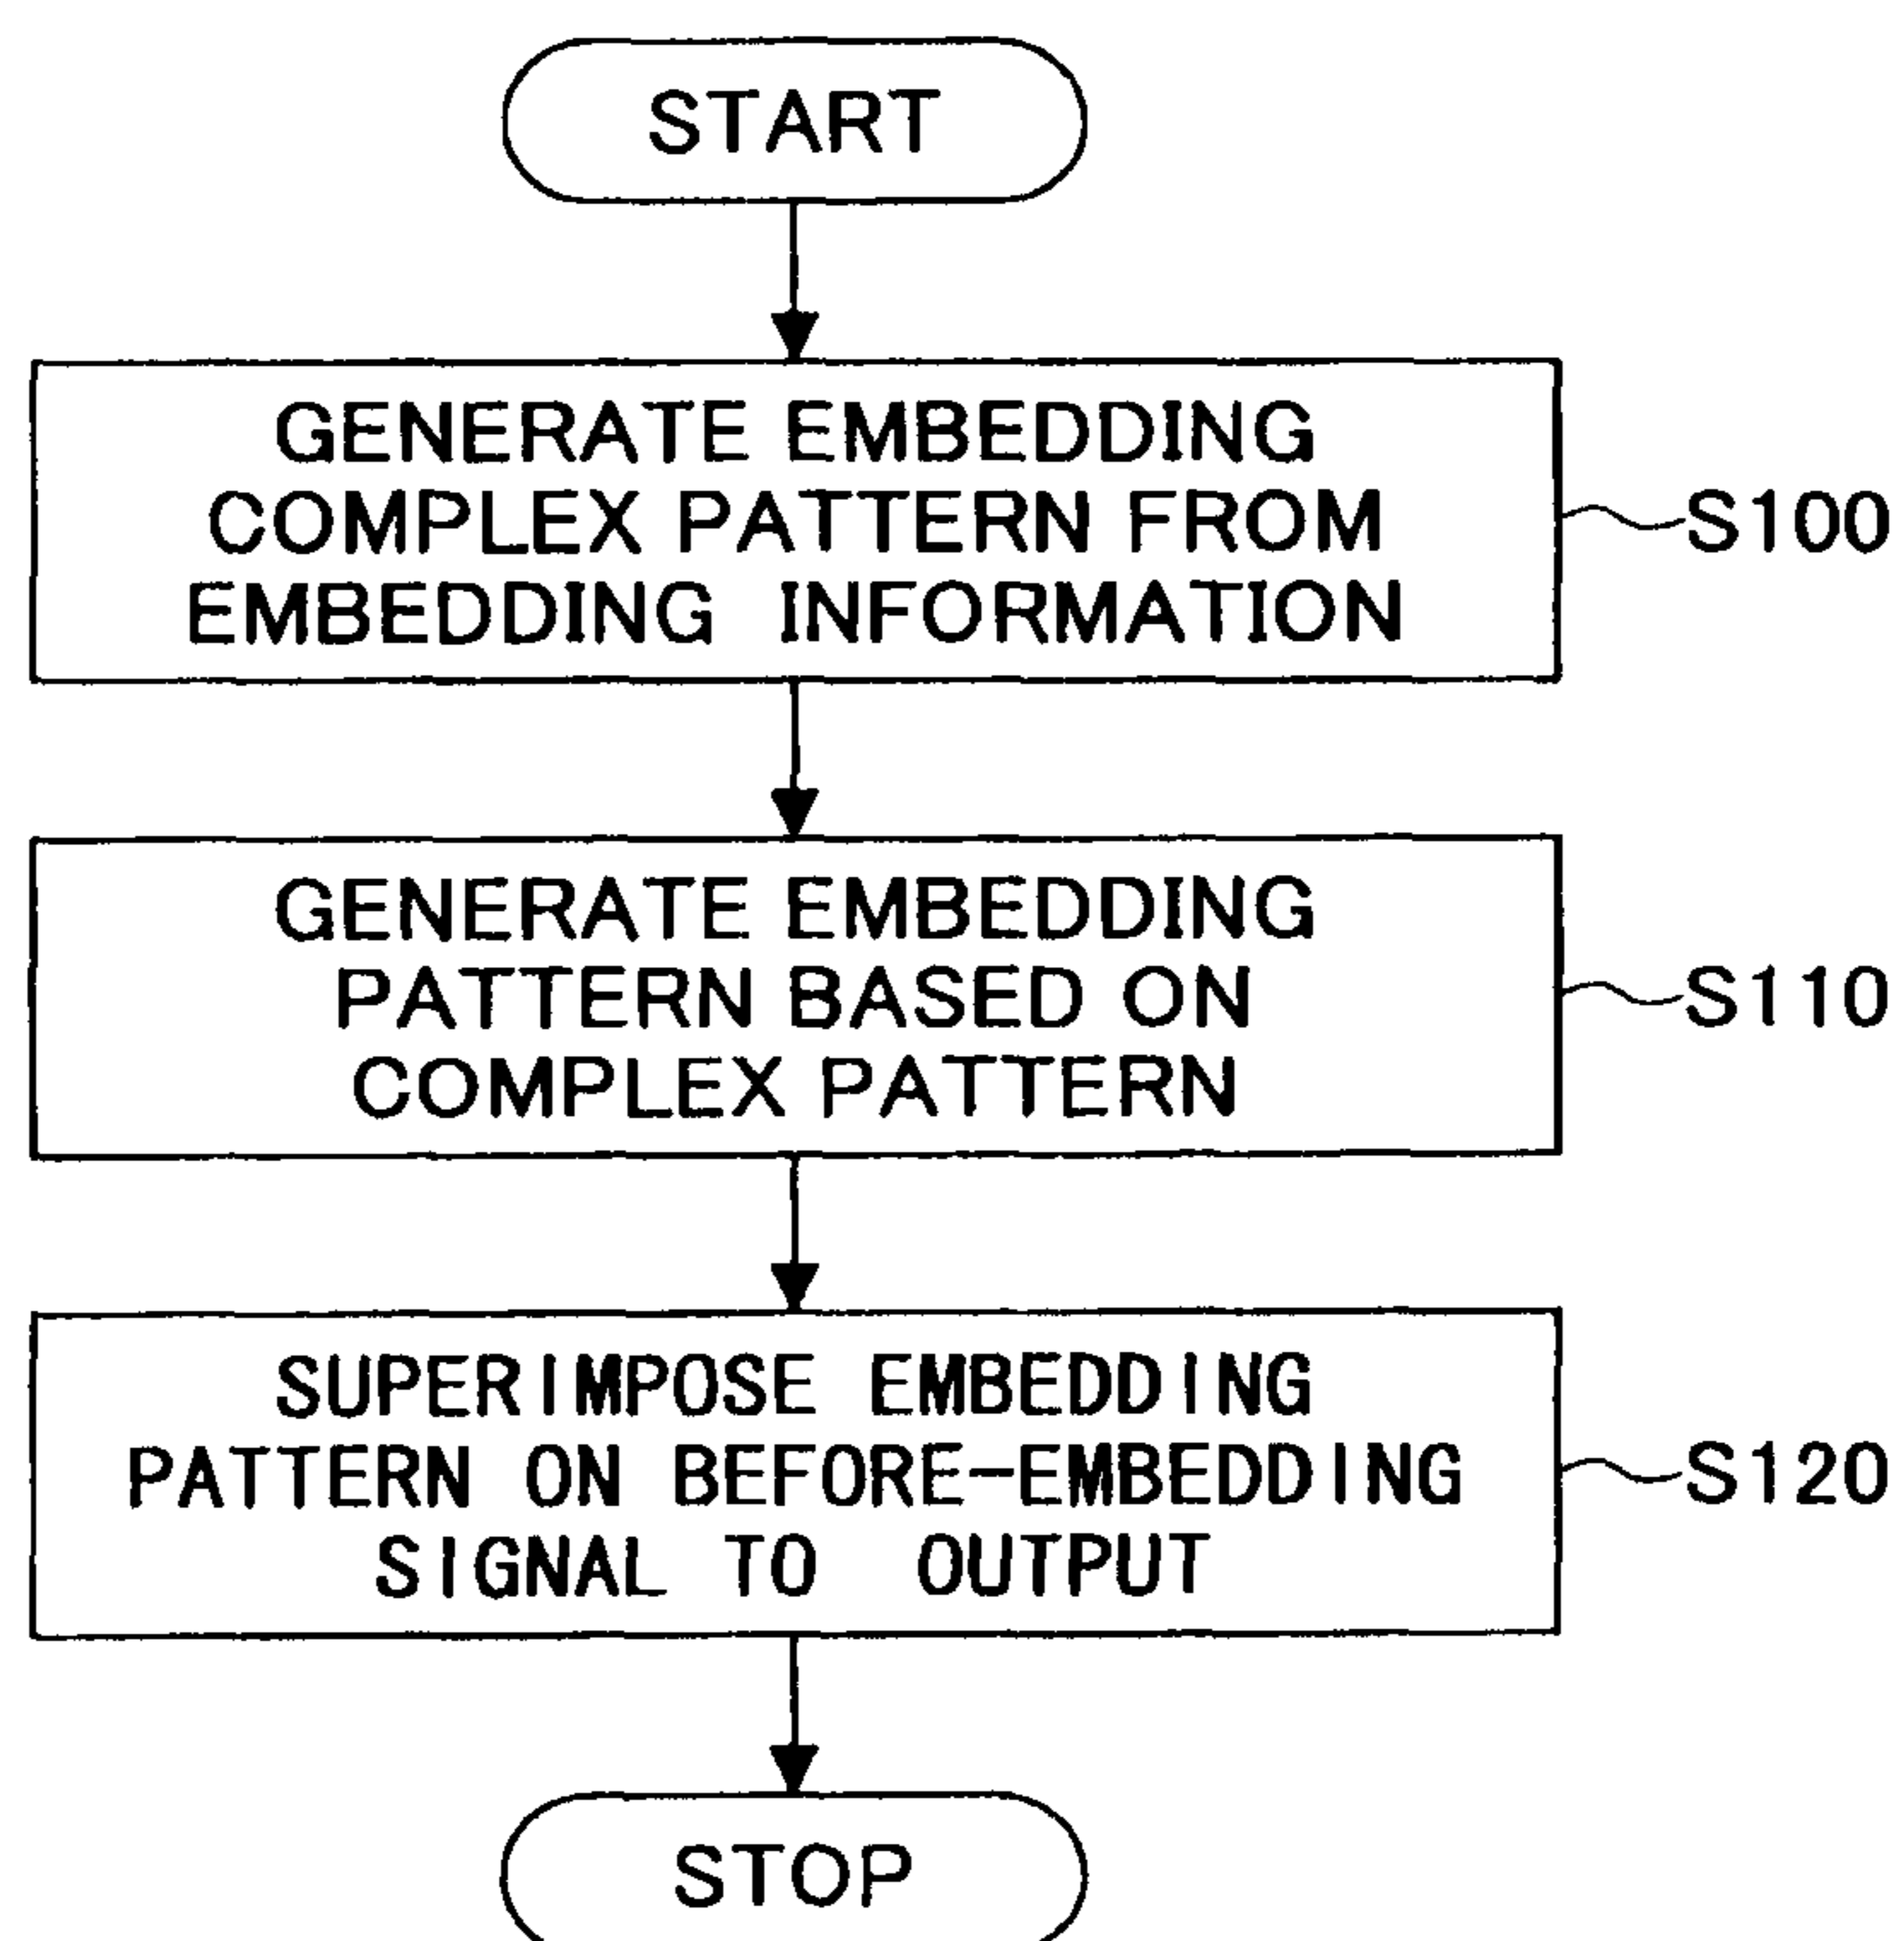 START
GENERATE EMBEDDING
COMPLEX PATTERN FROM
EMBEDDING INFORMATION
S100
GENERATE EMBEDDING
PATTERN BASED ON
COMPLEX PATTERN
S110
SUPERIMPOSE EMBEDDING
PATTERN ON BEFORE-EMBEDDING
SIGNAL TO OUTPUT
S120
STOP